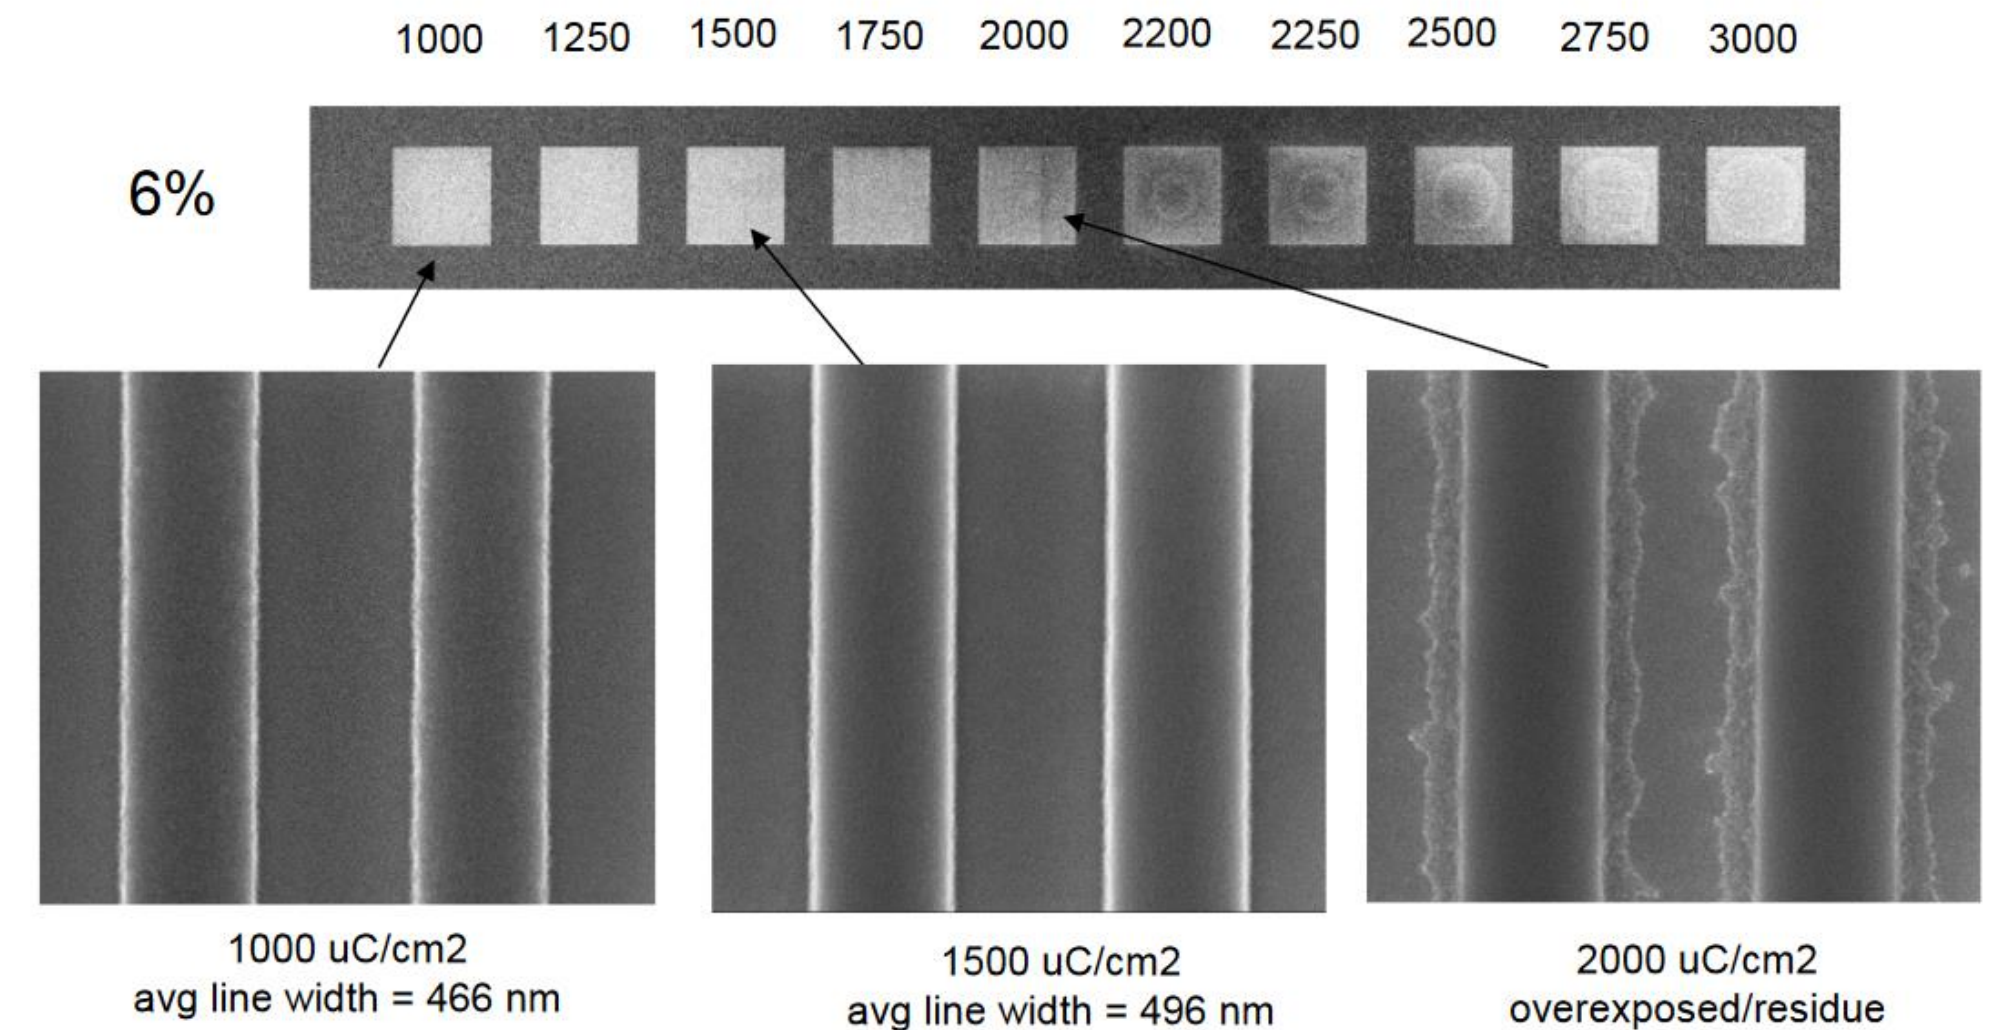 1000 1250 1500 1750 2000 2200 2250 2500 2750 3000
6%
1000 uC/cm2
avg line width = 466 nm
1500 uC/cm2
avg line width = 496 nm
2000 uC/cm2
overexposed/residue